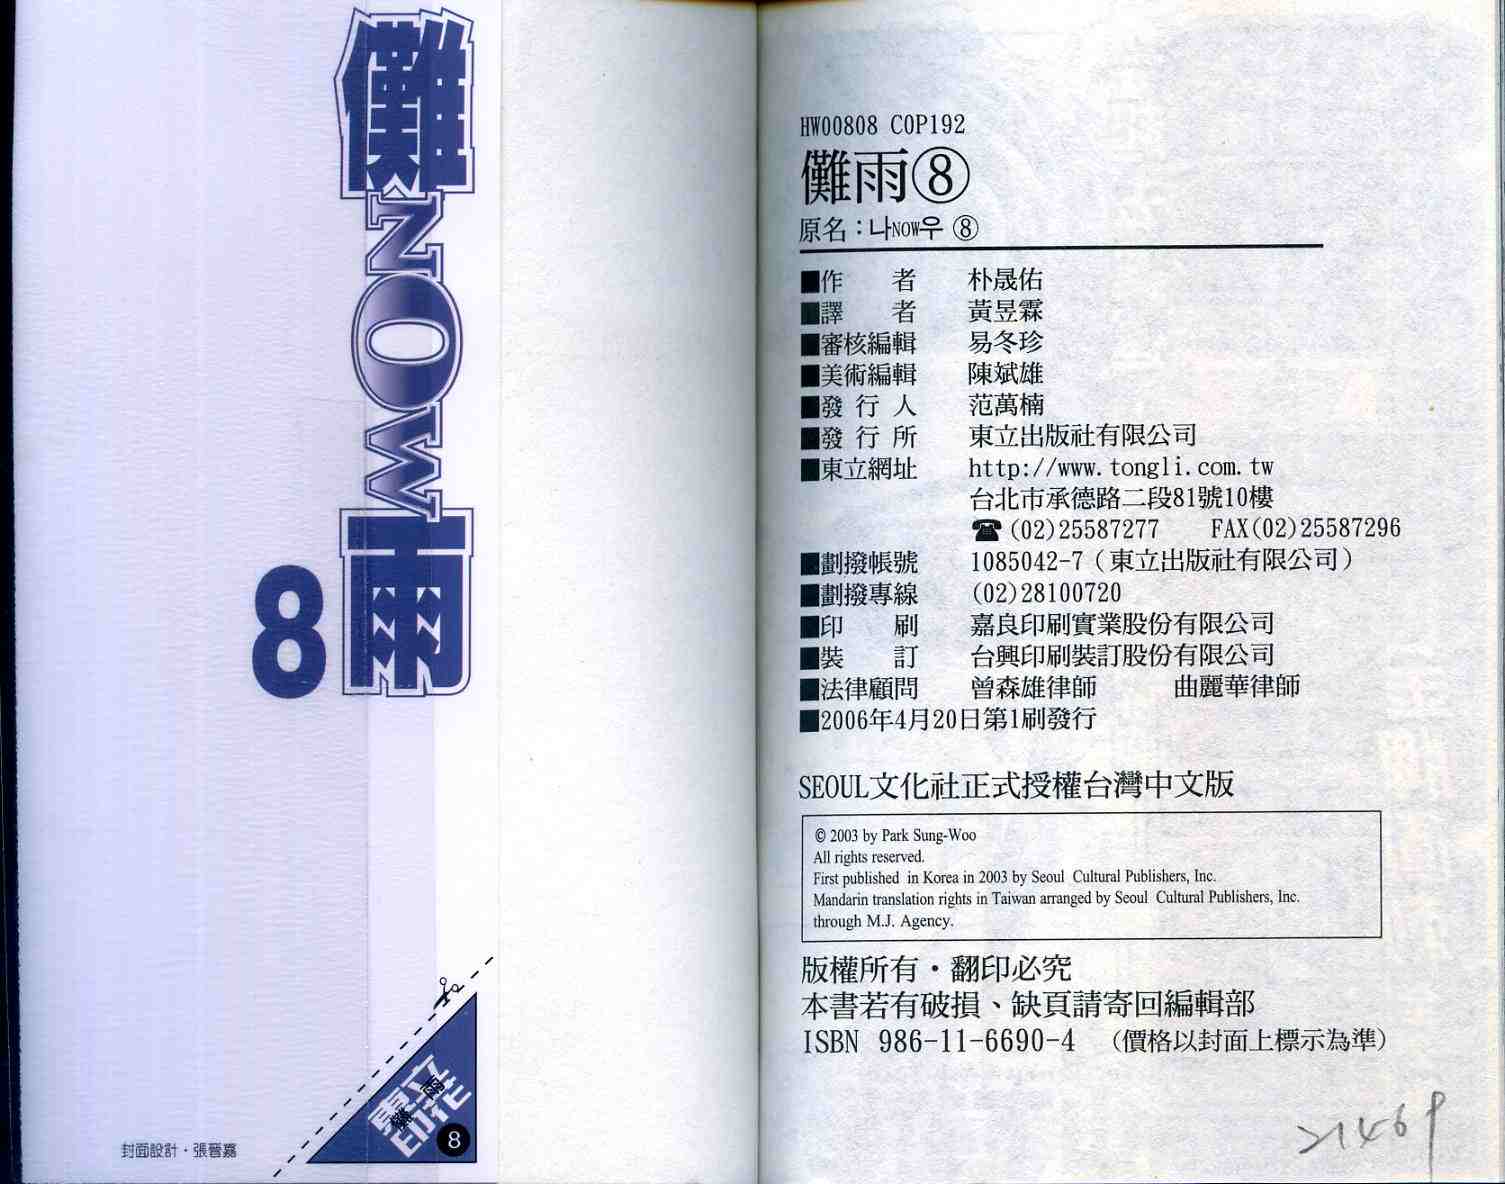 儺NOW雨
8
東立
印花
儺雨
8
封面設計・張晉嘉
HW00808 COP192
儺雨⑧
原名：나NOW우 ⑧
■作 者 朴晟佑
■譯 者 黃昱霖
■審核編輯 易冬珍
■美術編輯 陳斌雄
■發行人 范萬楠
■發行所 東立出版社有限公司
■東立網址 http://www.tongli.com.tw
台北市承德路二段81號10樓
☎(02)25587277 FAX(02)25587296
■劃撥帳號 1085042-7（東立出版社有限公司）
■劃撥專線 (02)28100720
■印 刷 嘉良印刷實業股份有限公司
■裝 訂 台興印刷裝訂股份有限公司
■法律顧問 曾森雄律師 曲麗華律師
■2006年4月20日第1刷發行
SEOUL文化社正式授權台灣中文版
© 2003 by Park Sung-Woo
All rights reserved.
First published in Korea in 2003 by Seoul Cultural Publishers, Inc.
Mandarin translation rights in Taiwan arranged by Seoul Cultural Publishers, Inc.
through M.J. Agency.
版權所有・翻印必究
本書若有破損、缺頁請寄回編輯部
ISBN 986-11-6690-4 （價格以封面上標示為準）